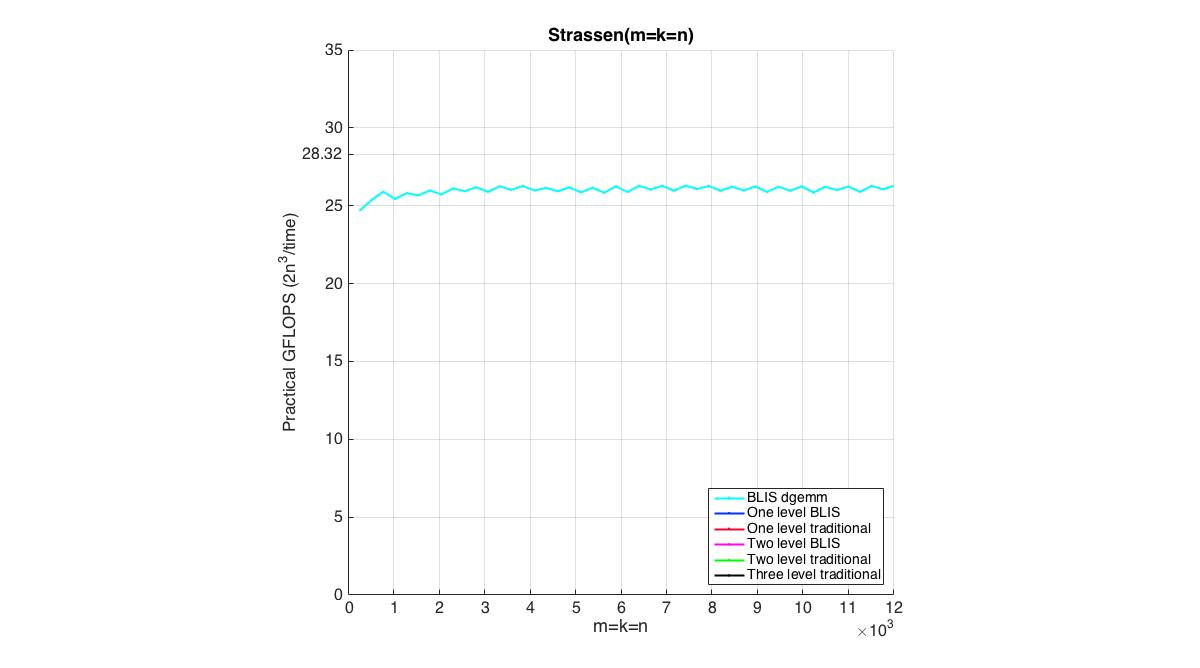 Strassen(m=k=n)
35
30
28.32
25
20
15
10
5
0
Practical GFLOPS (2n³/time)
BLIS dgemm
One level BLIS
One level traditional
Two level BLIS
Two level traditional
Three level traditional
0 1 2 3 4 5 6 7 8 9 10 11 12
m=k=n
×10³